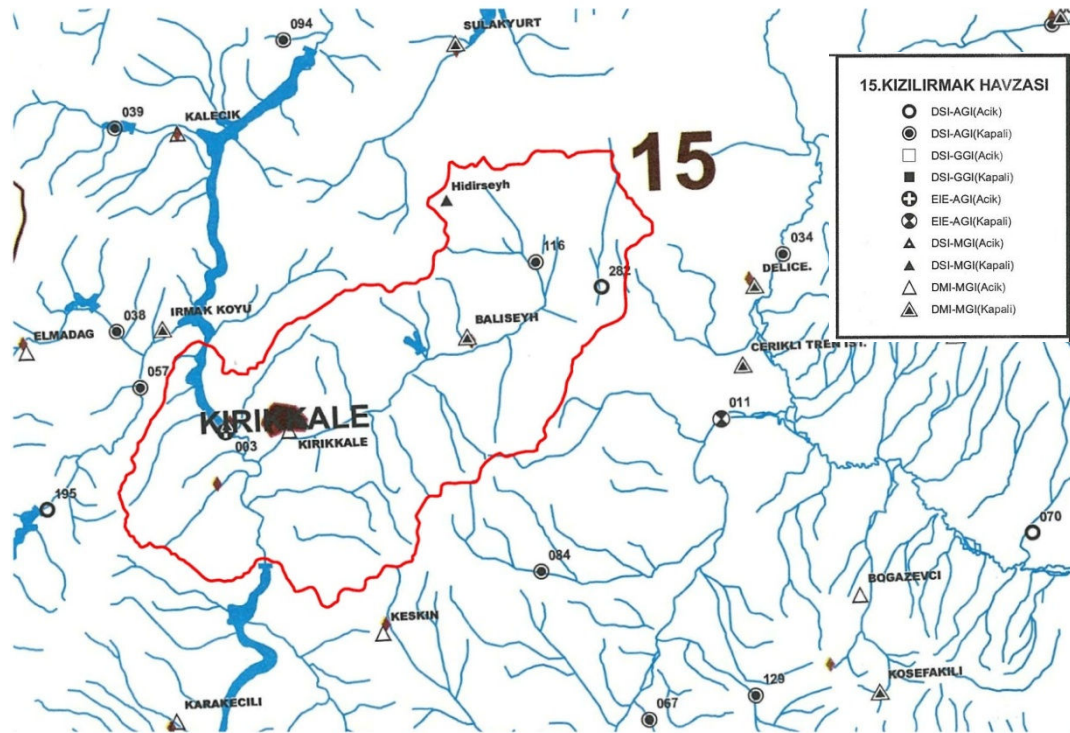 094
SULAKYURT
039
KALECIK
15
Hidirseyh
116
282
034
DELICE.
038
IRMAK KOYU
ELMADAG
BALISEYH
CERIKLI TREN IST.
057
011
KIRIKKALE
003
KIRIKKALE
195
070
084
BOGAZEVCI
KESKIN
129
KOSEFAKILI
067
KARAKECILI
15.KIZILIRMAK HAVZASI
DSI-AGI(Acik)
DSI-AGI(Kapali)
DSI-GGI(Acik)
DSI-GGI(Kapali)
EIE-AGI(Acik)
EIE-AGI(Kapali)
DSI-MGI(Acik)
DSI-MGI(Kapali)
DMI-MGI(Acik)
DMI-MGI(Kapali)